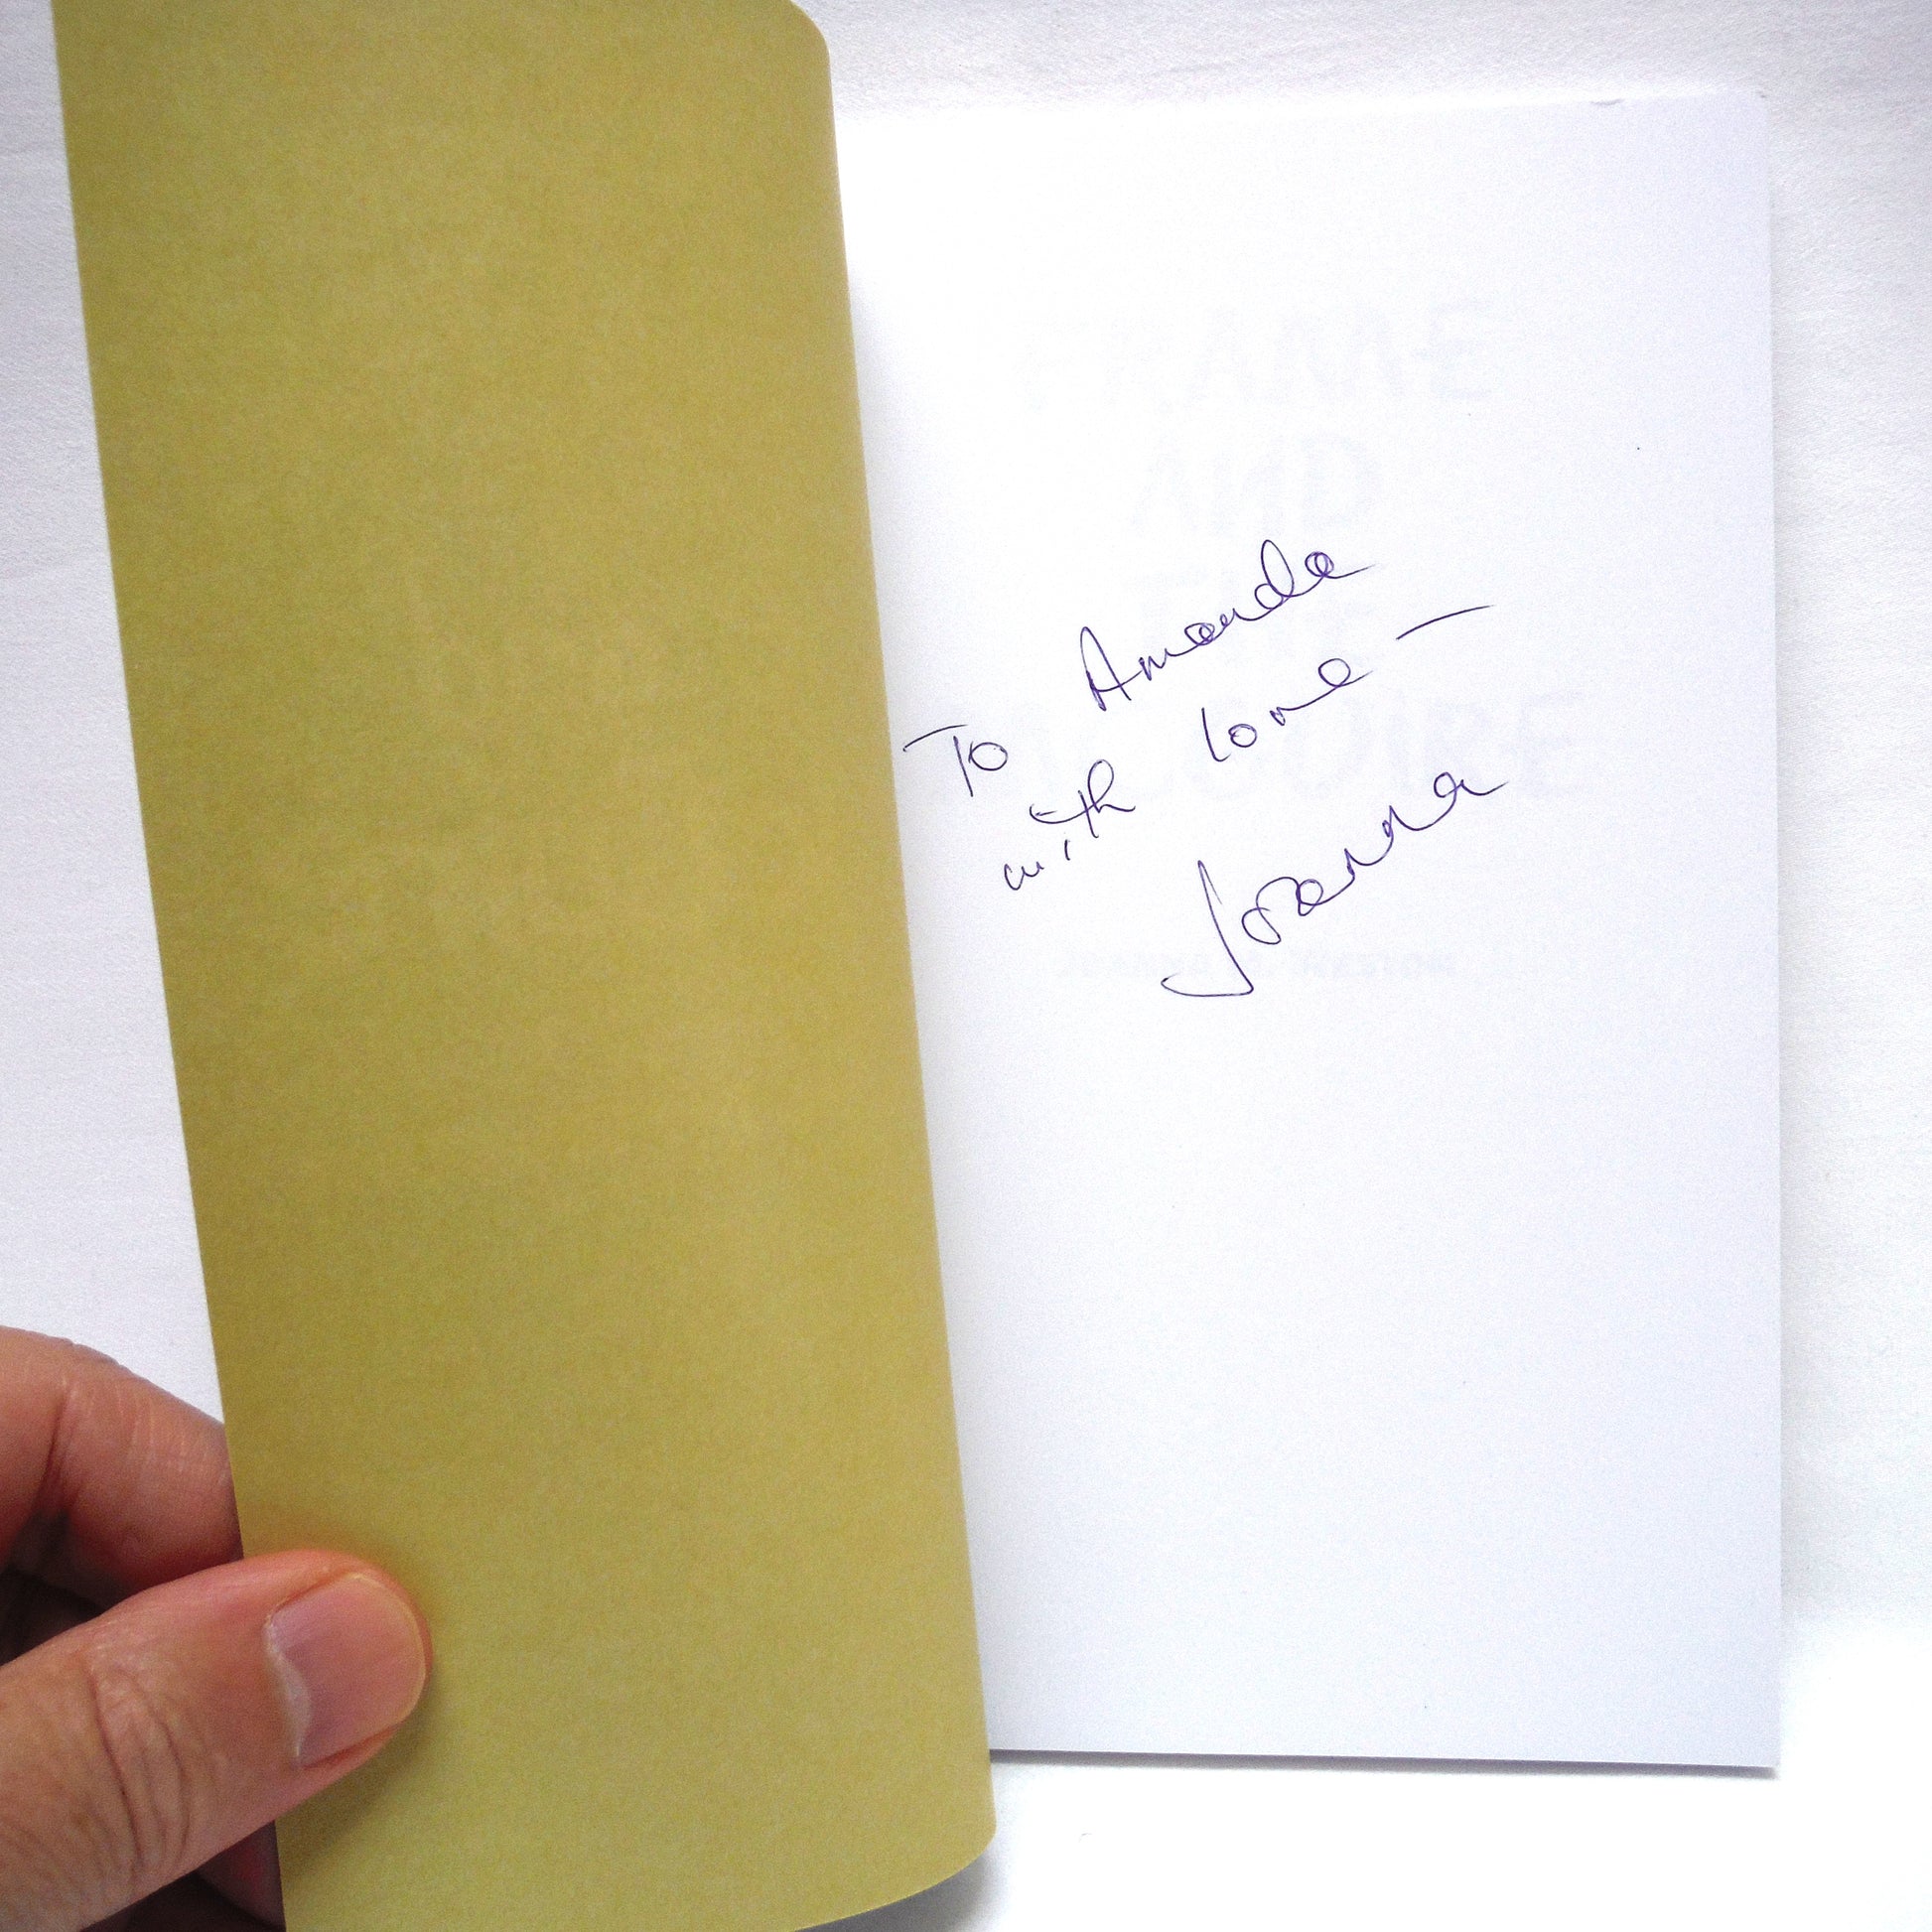 To Amanda
with love —
Joanna